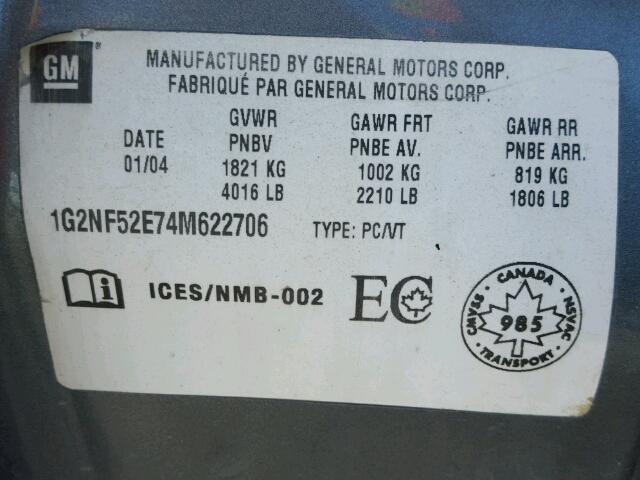 GM
MANUFACTURED BY GENERAL MOTORS CORP.
FABRIQUÉ PAR GENERAL MOTORS CORP.
DATE
01/04
GVWR
PNBV
1821 KG
4016 LB
GAWR FRT
PNBE AV.
1002 KG
2210 LB
GAWR RR
PNBE ARR.
819 KG
1806 LB
1G2NF52E74M622706 TYPE: PC/VT
i ICES/NMB-002 EC
CANADA
CMVSS 985 NSVAC
TRANSPORT